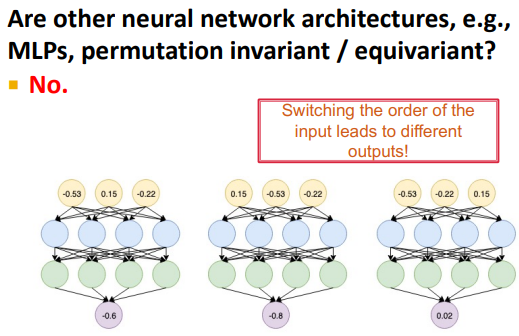 Are other neural network architectures, e.g.,
MLPs, permutation invariant / equivariant?
No.
Switching the order of the
input leads to different
outputs!
-0.53 0.15 -0.22 0.15 -0.53 -0.22 -0.53 -0.22 0.15
-0.6 -0.8 0.02